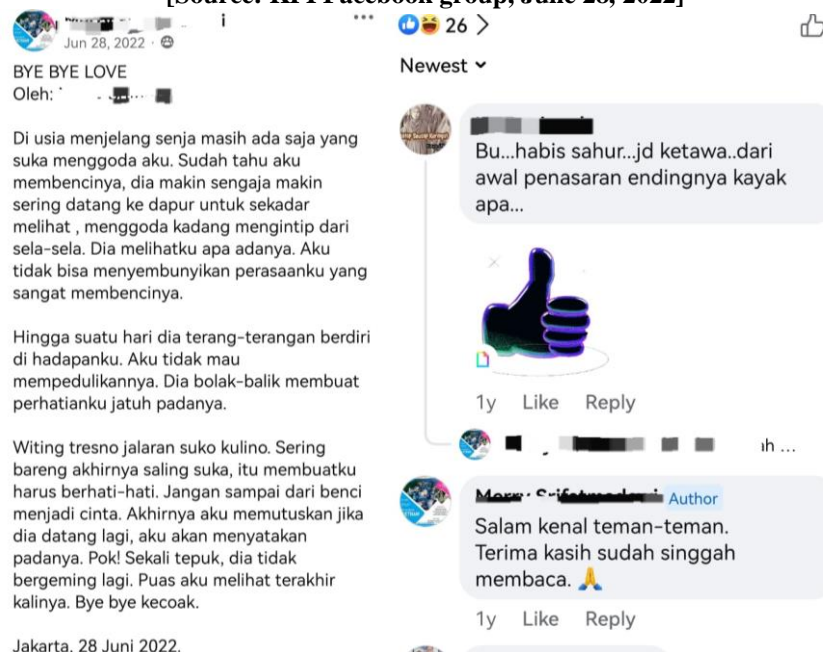 [Source: KPI Facebook group, June 28, 2022]
Jun 28, 2022
BYE BYE LOVE
Oleh:
Di usia menjelang senja masih ada saja yang
suka menggoda aku. Sudah tahu aku
membencinya, dia makin sengaja makin
sering datang ke dapur untuk sekadar
melihat , menggoda kadang mengintip dari
sela-sela. Dia melihatku apa adanya. Aku
tidak bisa menyembunyikan perasaanku yang
sangat membencinya.
Hingga suatu hari dia terang-terangan berdiri
di hadapanku. Aku tidak mau
mempedulikannya. Dia bolak-balik membuat
perhatianku jatuh padanya.
Witing tresno jalaran suko kulino. Sering
bareng akhirnya saling suka, itu membuatku
harus berhati-hati. Jangan sampai dari benci
menjadi cinta. Akhirnya aku memutuskan jika
dia datang lagi, aku akan menyatakan
padanya. Pok! Sekali tepuk, dia tidak
bergeming lagi. Puas aku melihat terakhir
kalinya. Bye bye kecoak.
Jakarta, 28 Juni 2022.
26
Newest
Bu...habis sahur...jd ketawa..dari
awal penasaran endingnya kayak
apa...
1y Like Reply
Author
Salam kenal teman-teman.
Terima kasih sudah singgah
membaca. 🙏
1y Like Reply